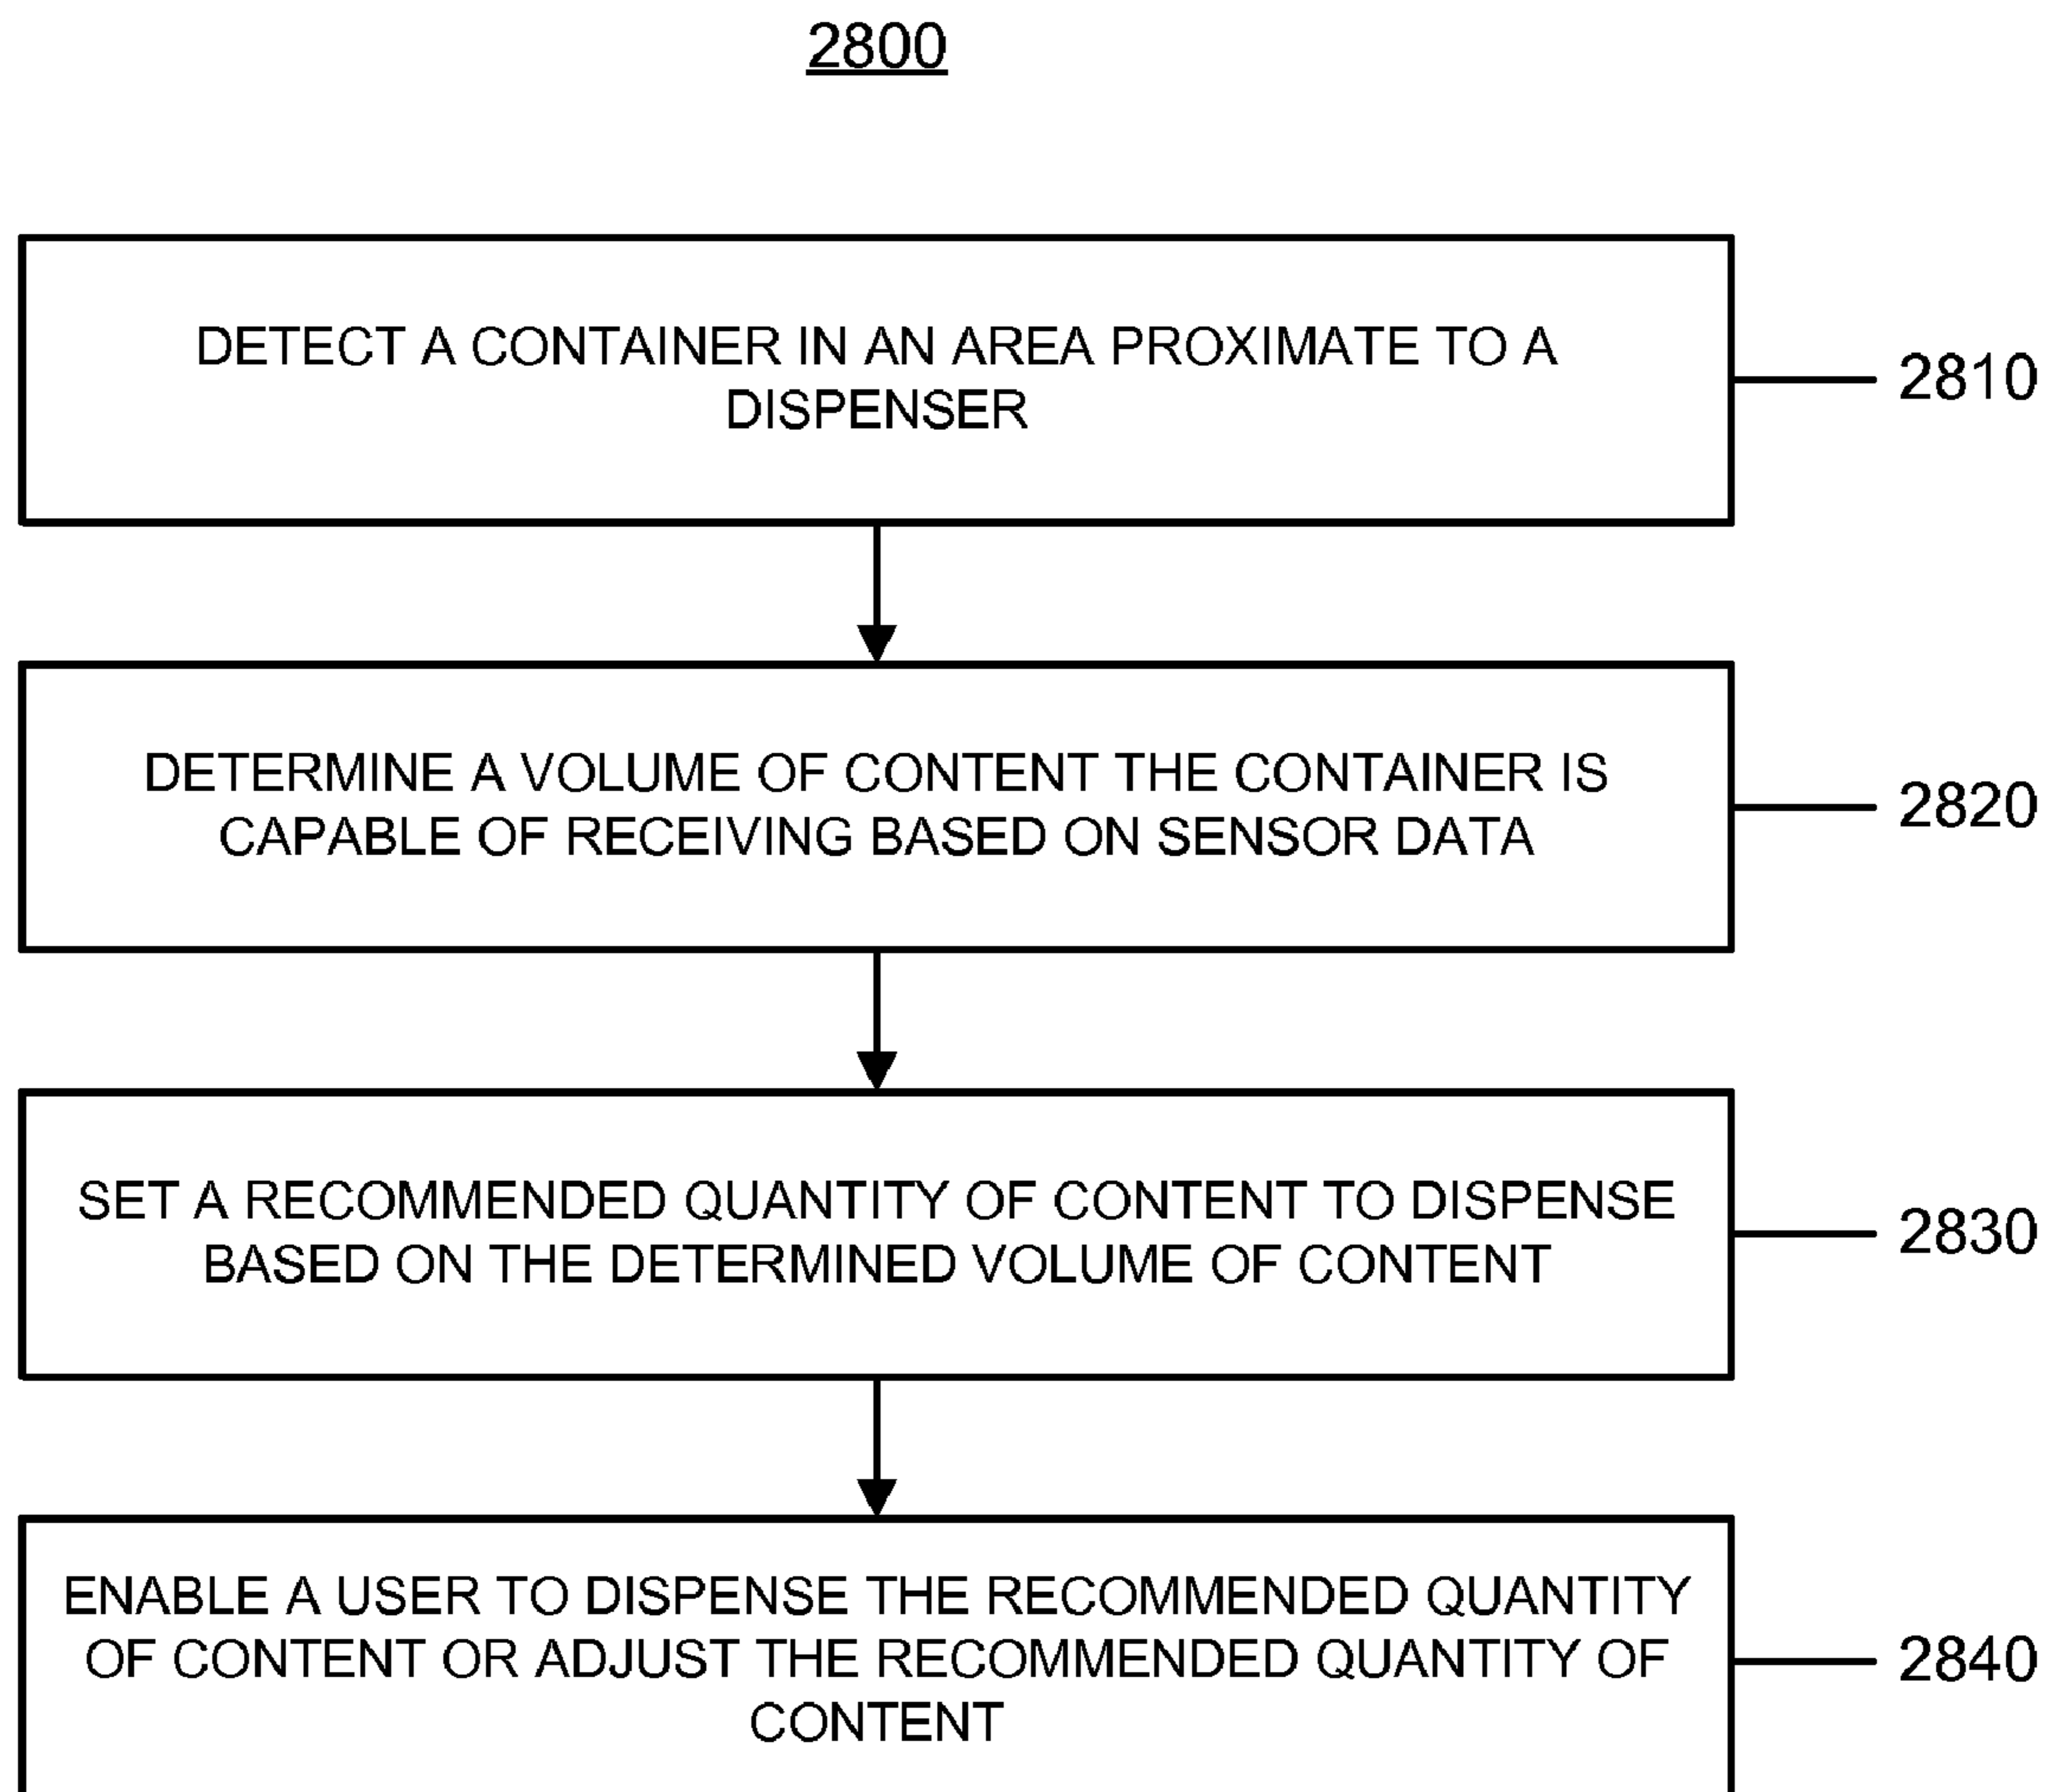 2800
DETECT A CONTAINER IN AN AREA PROXIMATE TO A
DISPENSER
2810
DETERMINE A VOLUME OF CONTENT THE CONTAINER IS
CAPABLE OF RECEIVING BASED ON SENSOR DATA
2820
SET A RECOMMENDED QUANTITY OF CONTENT TO DISPENSE
BASED ON THE DETERMINED VOLUME OF CONTENT
2830
ENABLE A USER TO DISPENSE THE RECOMMENDED QUANTITY
OF CONTENT OR ADJUST THE RECOMMENDED QUANTITY OF
CONTENT
2840